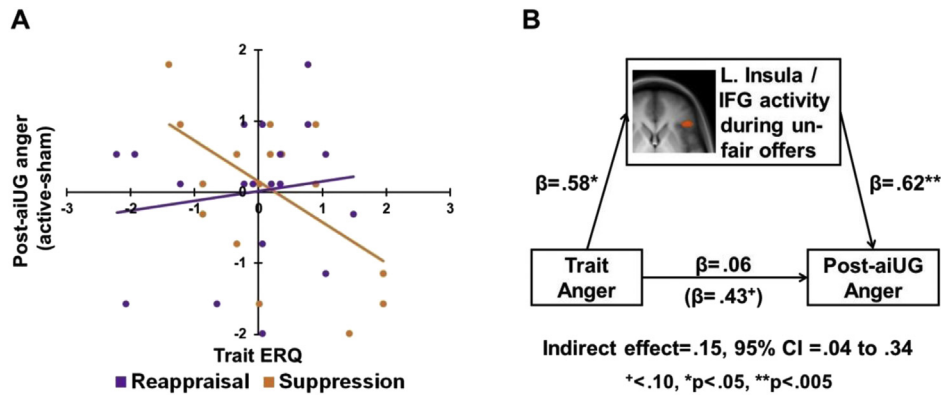 A
Post-aiUG anger
(active-sham)
2
1
0
-1
-2
-3
-2
-1
0
1
2
3
Trait ERQ
Reappraisal
Suppression
B
L. Insula /
IFG activity
during un-
fair offers
β=.58*
β=.62**
Trait
Anger
β=.06
(β=.43+)
Post-aiUG
Anger
Indirect effect=.15, 95% CI =.04 to .34
+<.10, *p<.05, **p<.005